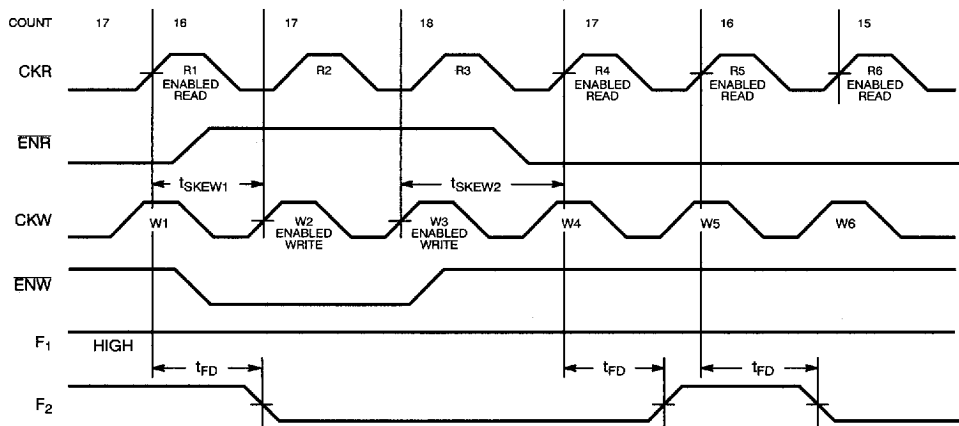 COUNT 17 16 17 18 17 16 15
CKR R1 R2 R3 R4 R5 R6
ENABLED READ ENABLED READ ENABLED READ ENABLED READ
ENR
tSKEW1 tSKEW2
CKW W1 W2 W3 W4 W5 W6
ENABLED WRITE ENABLED WRITE
ENW
F1 HIGH
tFD tFD tFD
F2